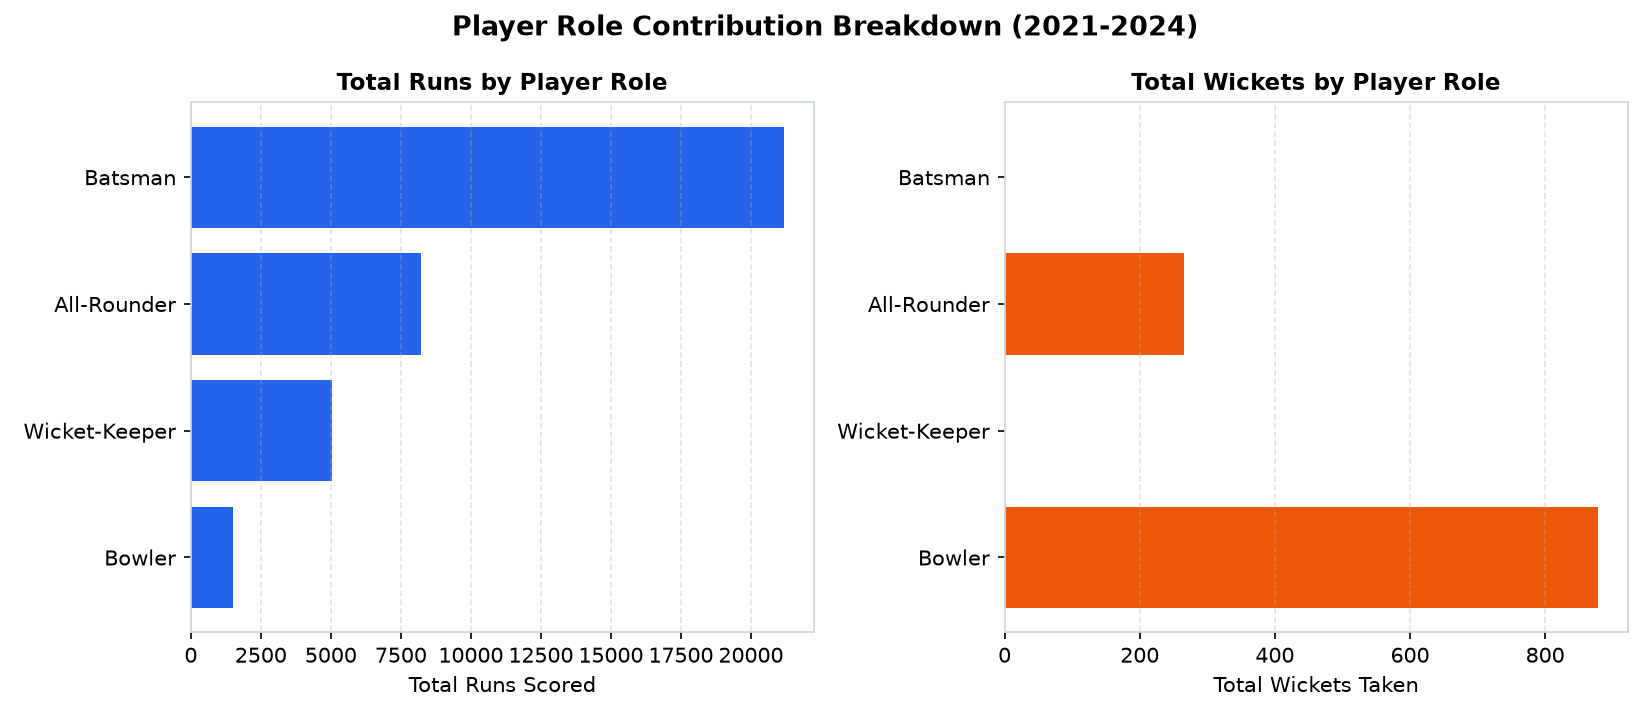 Player Role Contribution Breakdown (2021-2024)
Total Runs by Player Role
Batsman
All-Rounder
Wicket-Keeper
Bowler
0 2500 5000 7500 10000 12500 15000 17500 20000
Total Runs Scored
Total Wickets by Player Role
Batsman
All-Rounder
Wicket-Keeper
Bowler
0 200 400 600 800
Total Wickets Taken